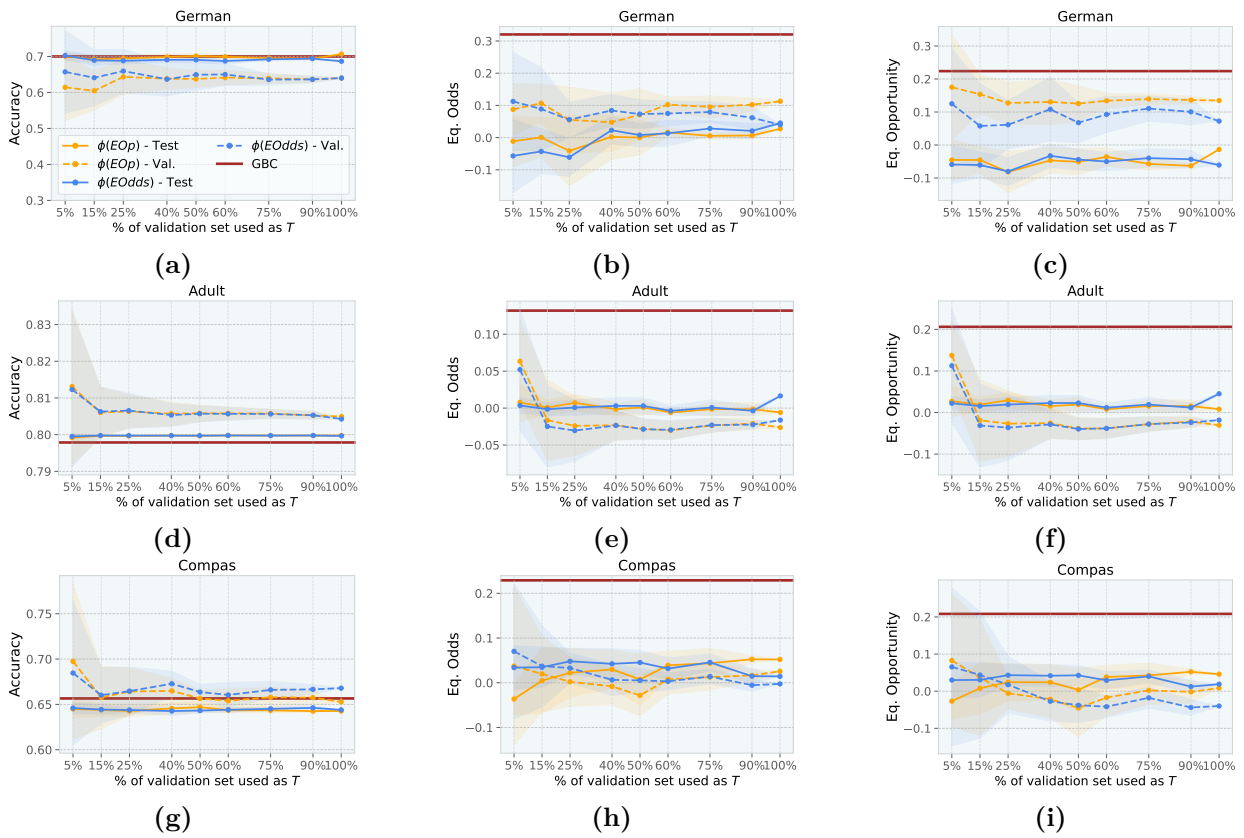 German
Accuracy
0.7
0.6
0.5
0.4
0.3
ϕ(EOp) - Test
ϕ(EOp) - Val.
ϕ(EOdds) - Test
ϕ(EOdds) - Val.
GBC
5% 15% 25% 40% 50% 60% 75% 90% 100%
% of validation set used as T
(a)
German
Eq. Odds
0.3
0.2
0.1
0.0
−0.1
5% 15% 25% 40% 50% 60% 75% 90% 100%
% of validation set used as T
(b)
German
Eq. Opportunity
0.3
0.2
0.1
0.0
−0.1
5% 15% 25% 40% 50% 60% 75% 90% 100%
% of validation set used as T
(c)
Adult
Accuracy
0.83
0.82
0.81
0.80
0.79
5% 15% 25% 40% 50% 60% 75% 90% 100%
% of validation set used as T
(d)
Adult
Eq. Odds
0.10
0.05
0.00
−0.05
5% 15% 25% 40% 50% 60% 75% 90% 100%
% of validation set used as T
(e)
Adult
Eq. Opportunity
0.2
0.1
0.0
−0.1
5% 15% 25% 40% 50% 60% 75% 90% 100%
% of validation set used as T
(f)
Compas
Accuracy
0.75
0.70
0.65
0.60
5% 15% 25% 40% 50% 60% 75% 90% 100%
% of validation set used as T
(g)
Compas
Eq. Odds
0.2
0.1
0.0
−0.1
5% 15% 25% 40% 50% 60% 75% 90% 100%
% of validation set used as T
(h)
Compas
Eq. Opportunity
0.2
0.1
0.0
−0.1
5% 15% 25% 40% 50% 60% 75% 90% 100%
% of validation set used as T
(i)